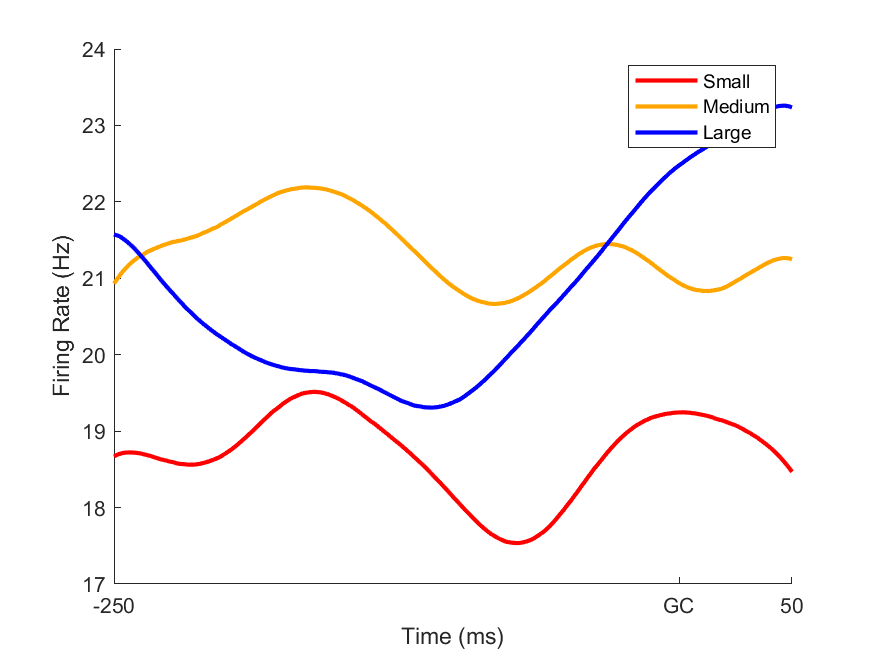 24
23
22
21
20
19
18
17
Firing Rate (Hz)
Small
Medium
Large
-250
GC
50
Time (ms)